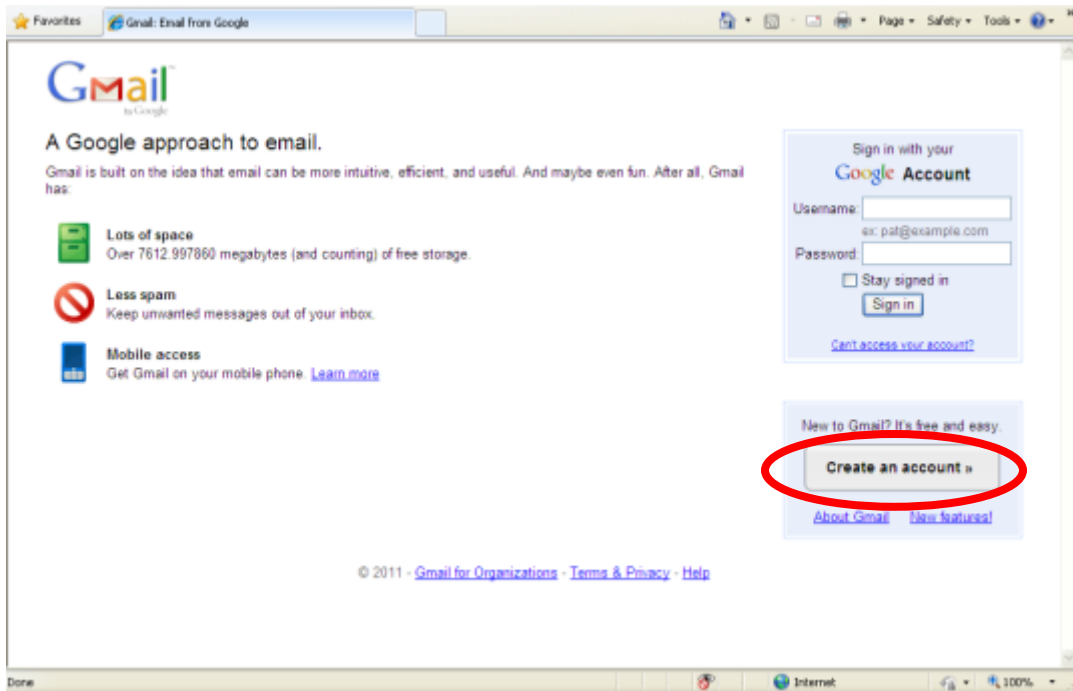 Favorites
Gmail: Email from Google
Page
Safety
Tools
Gmail
by Google
A Google approach to email.
Gmail is built on the idea that email can be more intuitive, efficient, and useful. And maybe even fun. After all, Gmail
has:
Lots of space
Over 7612.997860 megabytes (and counting) of free storage.
Less spam
Keep unwanted messages out of your inbox.
Mobile access
Get Gmail on your mobile phone. Learn more
Sign in with your
Google Account
Username:
ex: pat@example.com
Password:
Stay signed in
Sign in
Can't access your account?
New to Gmail? It's free and easy.
Create an account »
About Gmail New features!
© 2011 - Gmail for Organizations - Terms & Privacy - Help
Done
Internet
100%